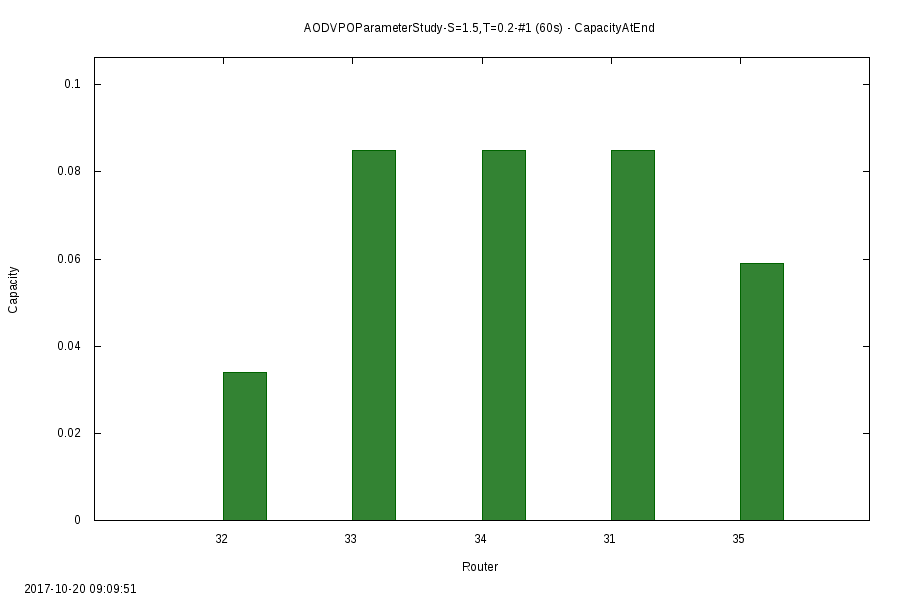 AODVPOParameterStudy-S=1.5,T=0.2-#1 (60s) - CapacityAtEnd
0.1
0.08
0.06
0.04
0.02
0
Capacity
32 33 34 31 35
Router
2017-10-20 09:09:51